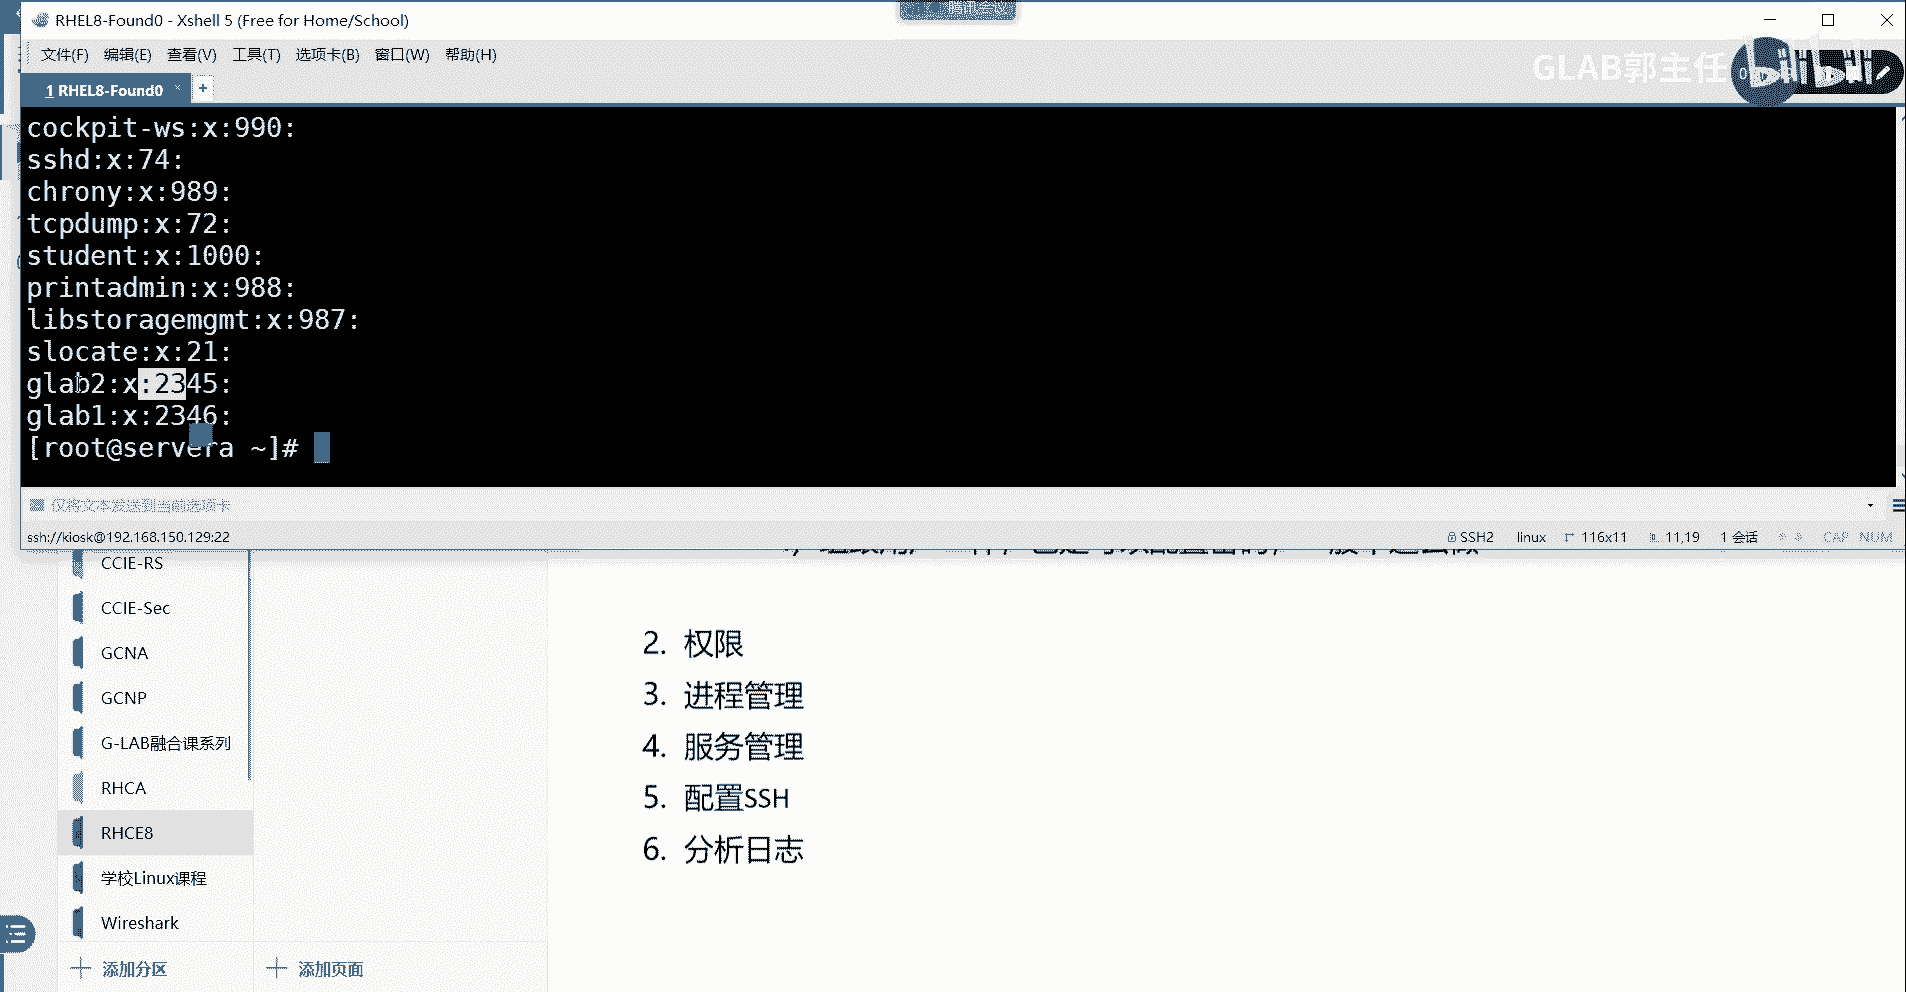 RHEL8-Found0 - Xshell 5 (Free for Home/School)
文件(F) 编辑(E) 查看(V) 工具(T) 选项卡(B) 窗口(W) 帮助(H)
GLAB郭主任
bilibili
1 RHEL8-Found0 × +
cockpit-ws:x:990:
sshd:x:74:
chrony:x:989:
tcpdump:x:72:
student:x:1000:
printadmin:x:988:
libstoragemgmt:x:987:
slocate:x:21:
glab2:x:2345:
glab1:x:2346:
[root@servera ~]#
仅将文本发送到当前选项卡
ssh://kiosk@192.168.150.129:22 SSH2 linux 116x11 11,19 1 会话 CAP NUM
CCIE-RS
CCIE-Sec
GCNA
GCNP
G-LAB融合课系列
RHCA
RHCE8
学校Linux课程
Wireshark
添加分区 添加页面
2. 权限
3. 进程管理
4. 服务管理
5. 配置SSH
6. 分析日志